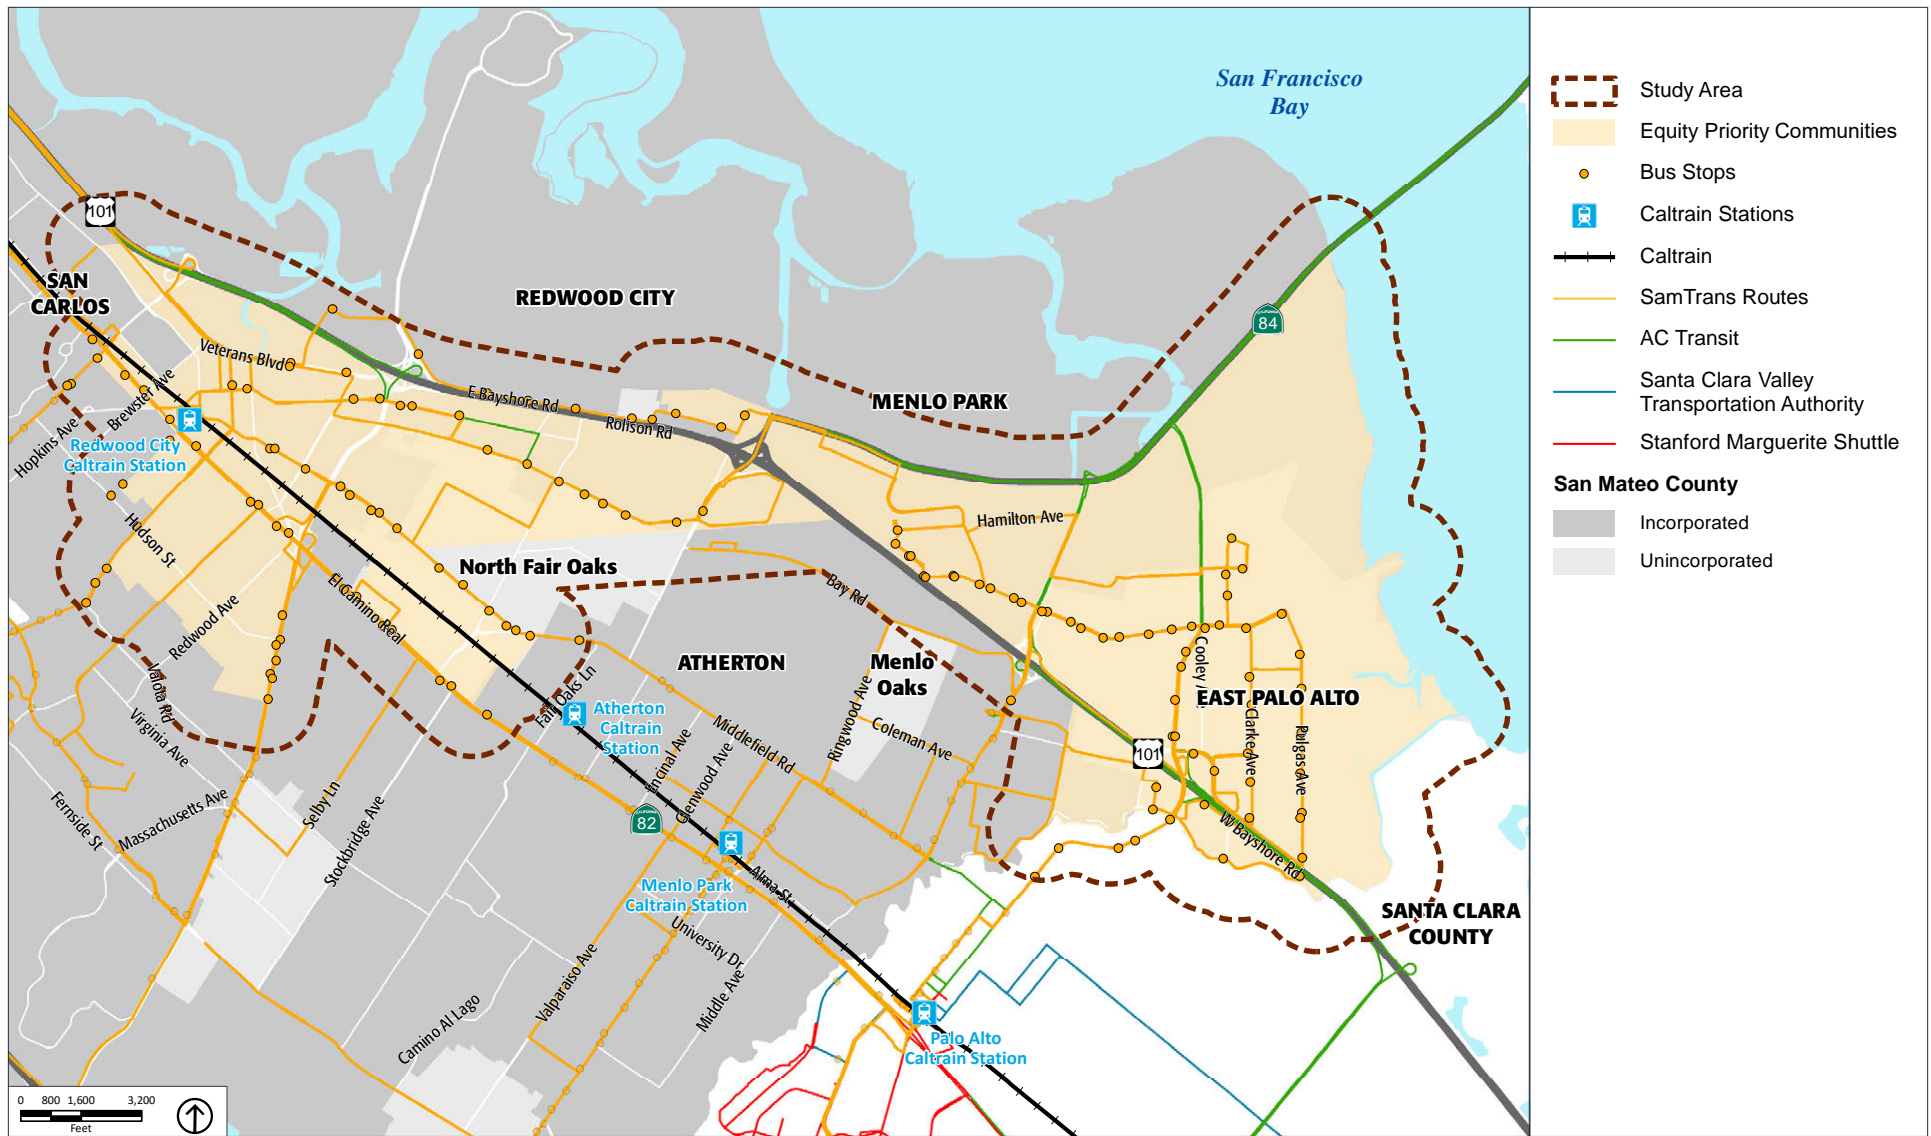 San Francisco
Bay
101
SAN
CARLOS
REDWOOD CITY
84
Veterans Blvd
E Bayshore Rd
MENLO PARK
Brewster Ave
Rolison Rd
Hopkins Ave
Redwood City
Caltrain Station
Hamilton Ave
Hudson St
North Fair Oaks
El Camino Real
Bay Rd
Redwood Ave
ATHERTON
Menlo
Oaks
Cooley
EAST PALO ALTO
Valota Rd
Fair Oaks Ln
Atherton
Caltrain
Station
Ringwood Ave
Coleman Ave
Virginia Ave
Middlefield Rd
Encinal Ave
Glenwood Ave
Clarke Ave
Pulgas Ave
101
Selby Ln
Massachusetts Ave
Fernside St
Stockbridge Ave
82
W Bayshore Rd
Alma St
Menlo Park
Caltrain Station
SANTA CLARA
COUNTY
University Dr
Valparaiso Ave
Middle Ave
Camino Al Lago
Palo Alto
Caltrain Station
0 800 1,600 3,200
Feet
Study Area
Equity Priority Communities
Bus Stops
Caltrain Stations
Caltrain
SamTrans Routes
AC Transit
Santa Clara Valley
Transportation Authority
Stanford Marguerite Shuttle
San Mateo County
Incorporated
Unincorporated